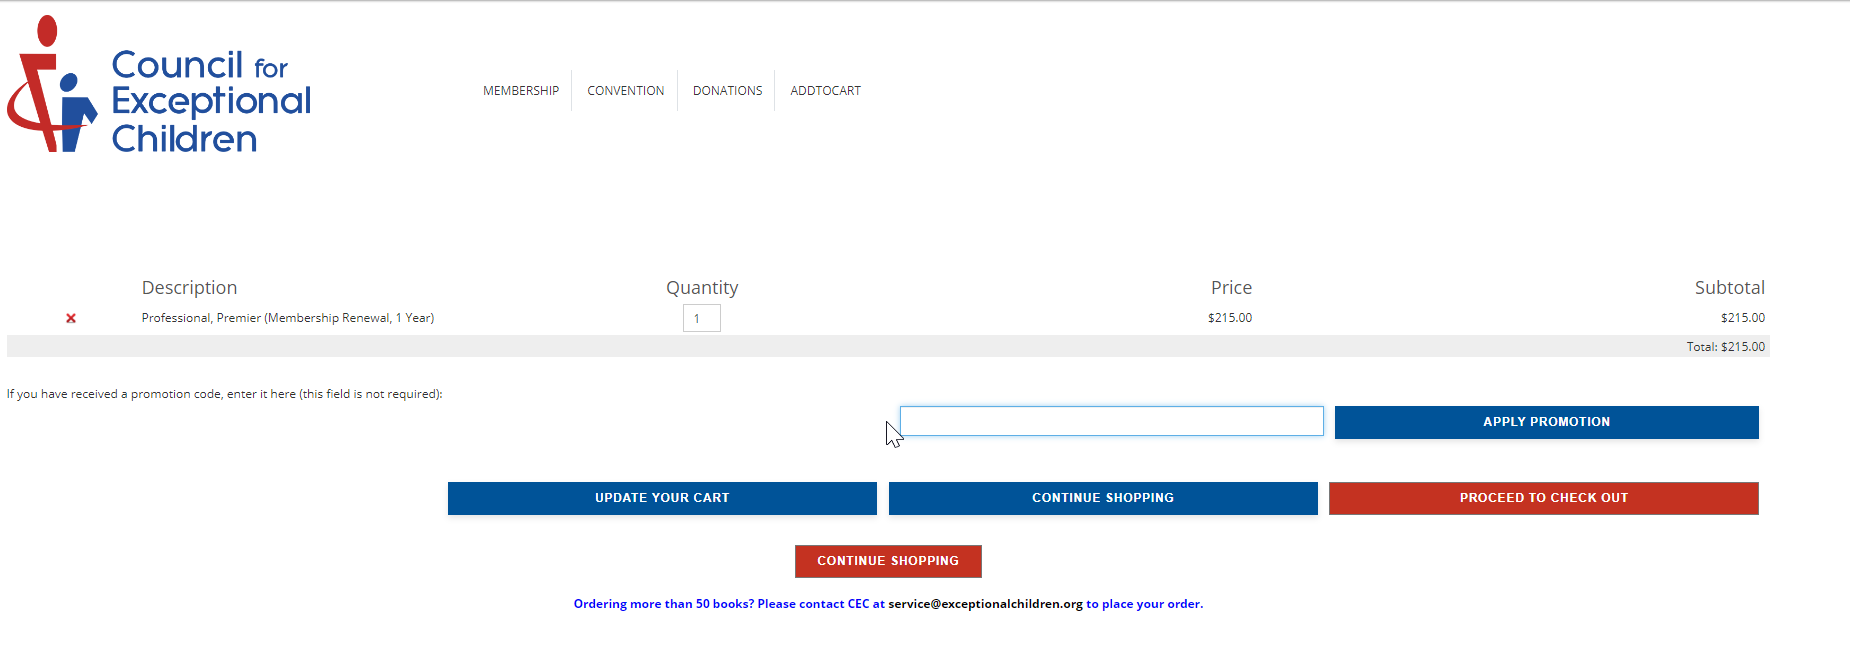 Council for
Exceptional
Children
MEMBERSHIP CONVENTION DONATIONS ADDTOCART
Description Quantity Price Subtotal
Professional, Premier (Membership Renewal, 1 Year) 1 $215.00 $215.00
Total: $215.00
If you have received a promotion code, enter it here (this field is not required):
APPLY PROMOTION
UPDATE YOUR CART CONTINUE SHOPPING PROCEED TO CHECK OUT
CONTINUE SHOPPING
Ordering more than 50 books? Please contact CEC at service@exceptionalchildren.org to place your order.